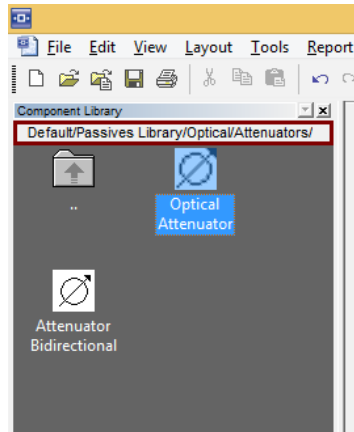 File Edit View Layout Tools Report
Component Library
Default/Passives Library/Optical/Attenuators/
..
Optical
Attenuator
Attenuator
Bidirectional